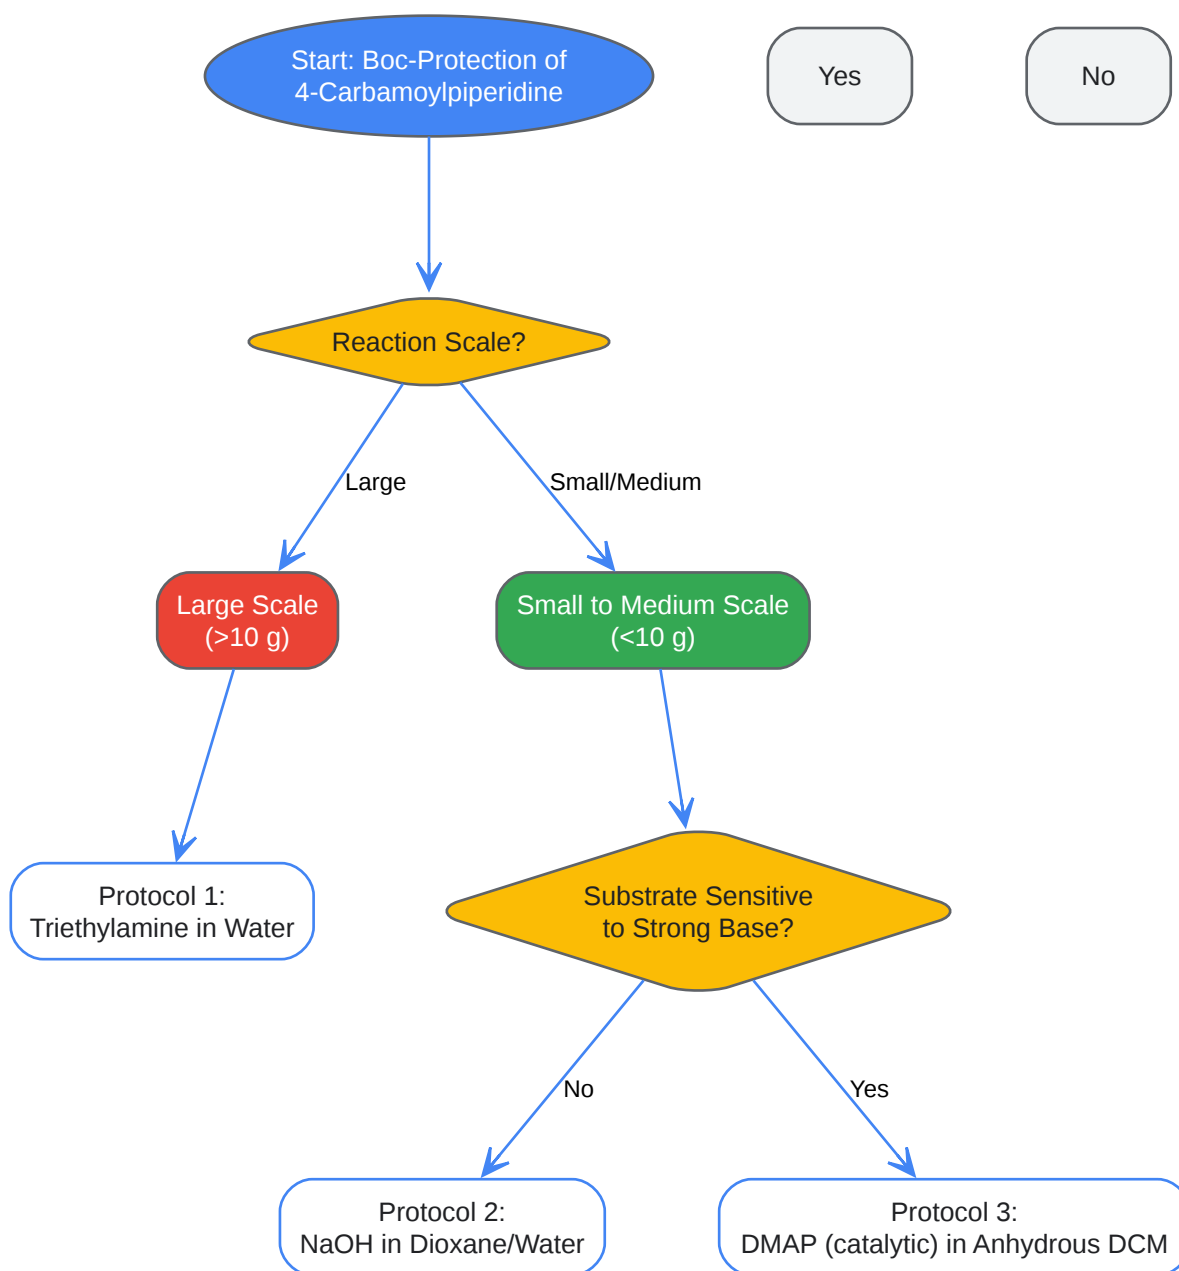 Start: Boc-Protection of
4-Carbamoylpiperidine
Yes
No
Reaction Scale?
Large
Small/Medium
Large Scale
(>10 g)
Small to Medium Scale
(<10 g)
Protocol 1:
Triethylamine in Water
Substrate Sensitive
to Strong Base?
No
Yes
Protocol 2:
NaOH in Dioxane/Water
Protocol 3:
DMAP (catalytic) in Anhydrous DCM